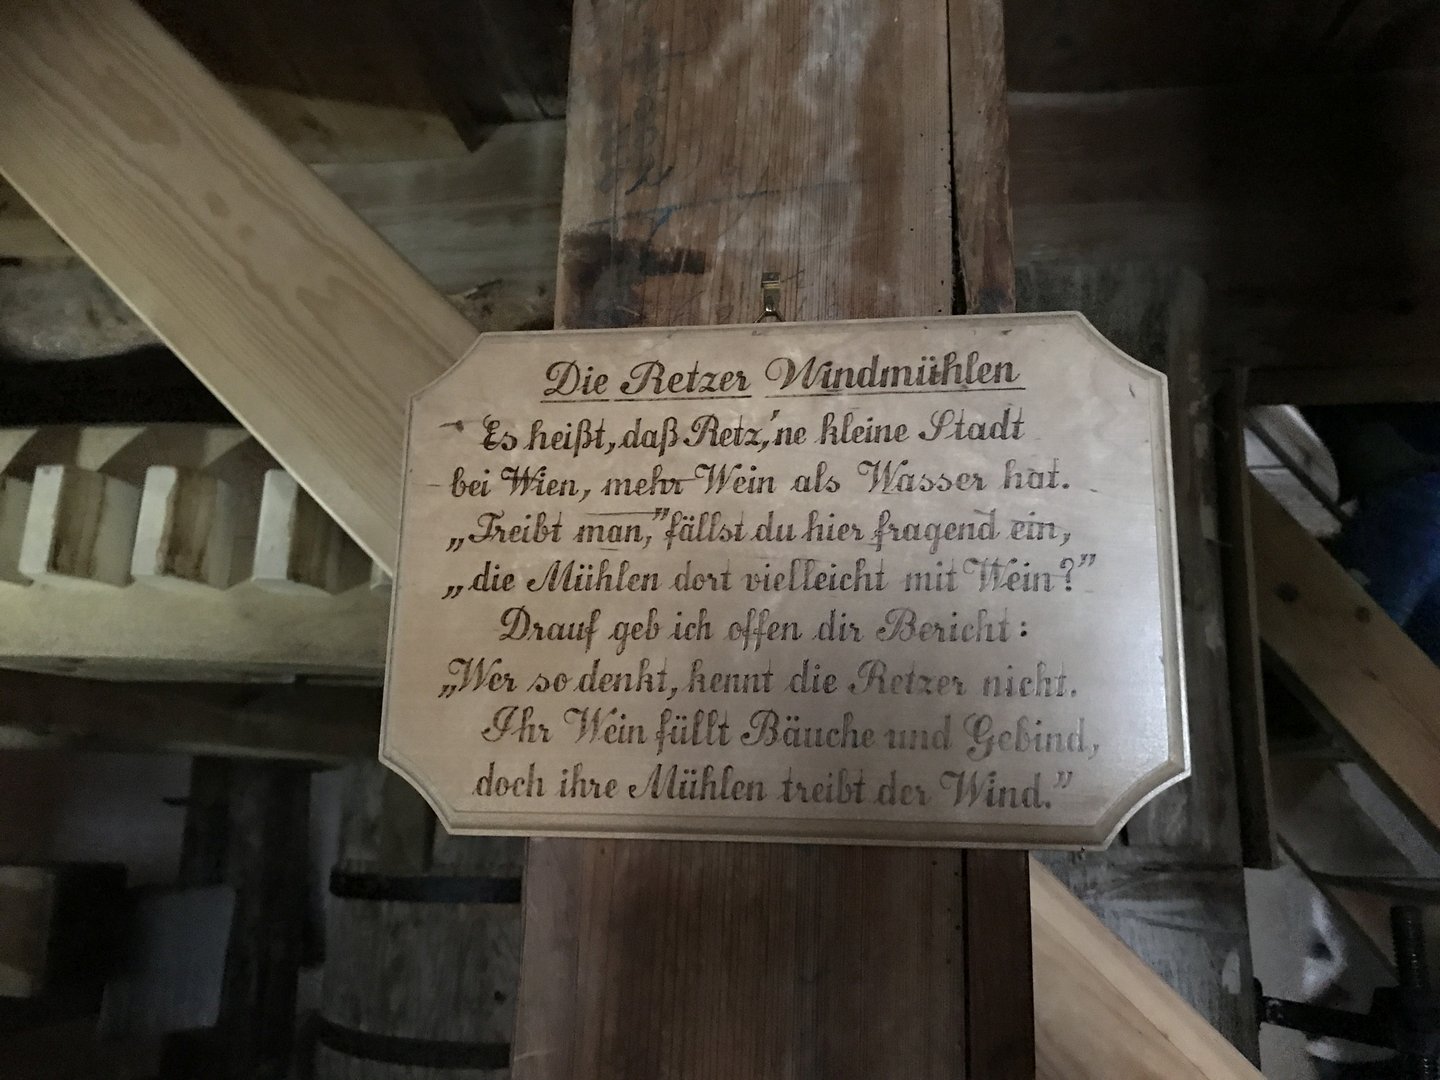 Die Retzer Windmühlen
Es heißt, daß Retz, 'ne kleine Stadt
bei Wien, mehr Wein als Wasser hat.
„Treibt man,” fällst du hier fragend ein,
„die Mühlen dort vielleicht mit Wein?”
Drauf geb ich offen dir Bericht:
„Wer so denkt, kennt die Retzer nicht.
Ihr Wein füllt Bäuche und Gebind,
doch ihre Mühlen treibt der Wind.”